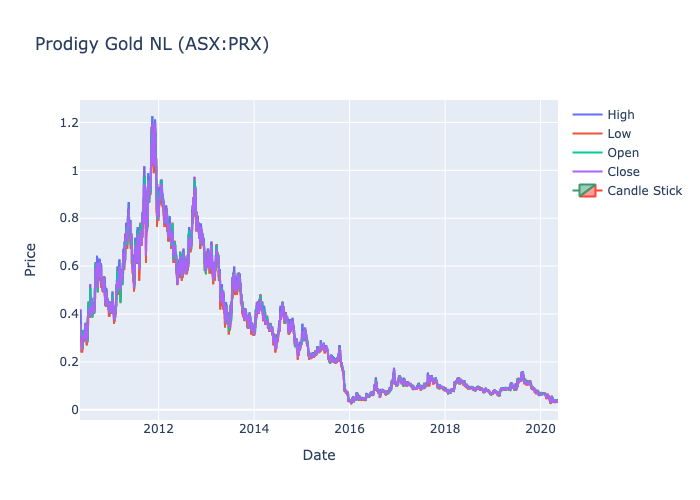 Prodigy Gold NL (ASX:PRX)
High
Low
Open
Close
Candle Stick
Price
1.2
1
0.8
0.6
0.4
0.2
0
2012
2014
2016
2018
2020
Date